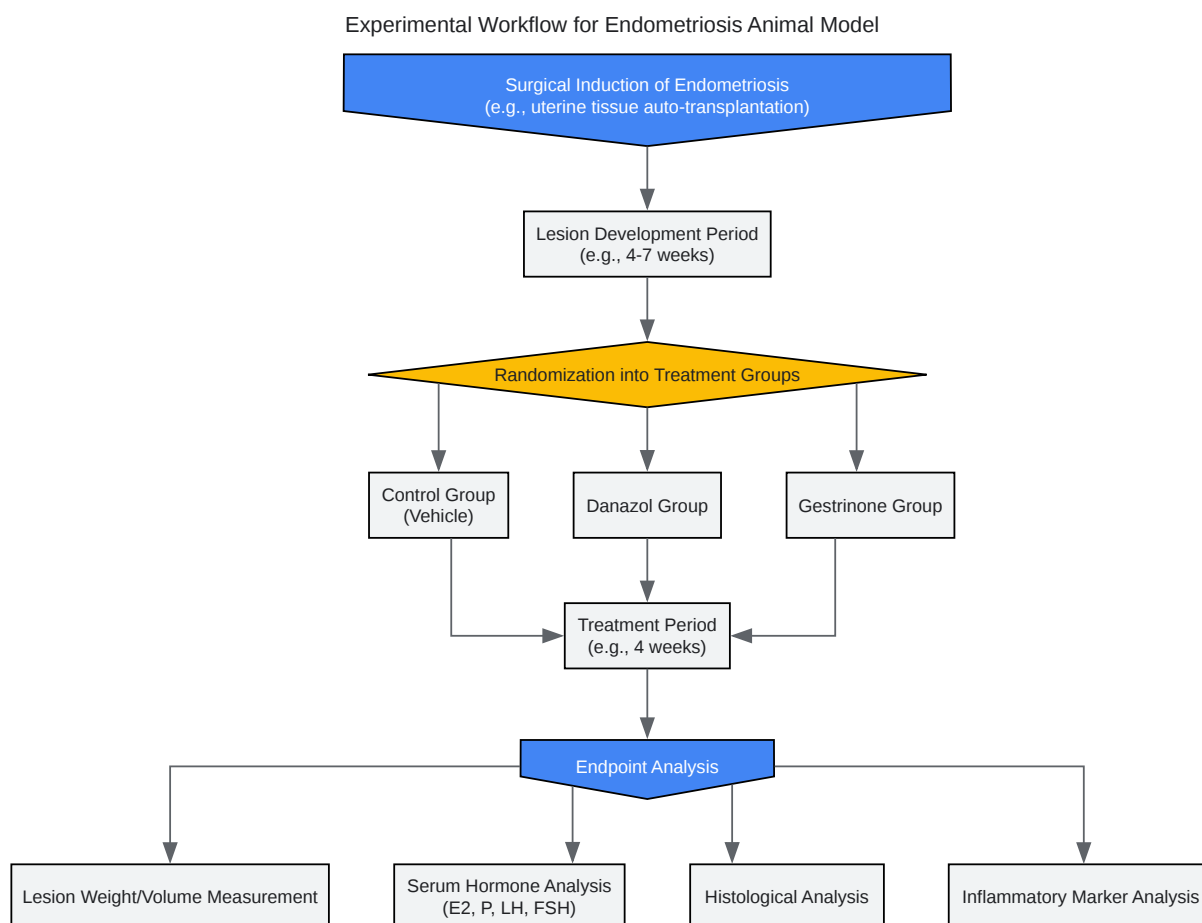 Experimental Workflow for Endometriosis Animal Model
Surgical Induction of Endometriosis
(e.g., uterine tissue auto-transplantation)
Lesion Development Period
(e.g., 4-7 weeks)
Randomization into Treatment Groups
Control Group
(Vehicle)
Danazol Group
Gestrinone Group
Treatment Period
(e.g., 4 weeks)
Endpoint Analysis
Lesion Weight/Volume Measurement
Serum Hormone Analysis
(E2, P, LH, FSH)
Histological Analysis
Inflammatory Marker Analysis